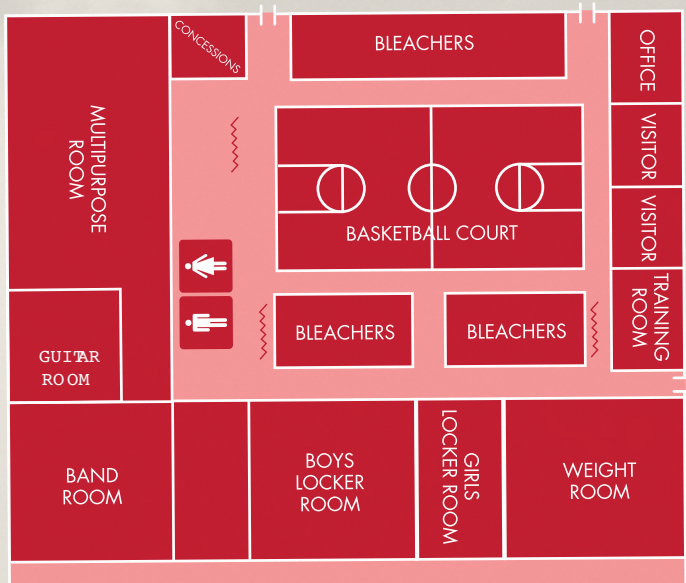 CONCESSIONS
BLEACHERS
OFFICE
MULTIPURPOSE
ROOM
VISITOR
VISITOR
BASKETBALL COURT
TRAINING
ROOM
BLEACHERS
BLEACHERS
GUITAR
ROOM
BAND
ROOM
BOYS
LOCKER
ROOM
GIRLS
LOCKER ROOM
WEIGHT
ROOM